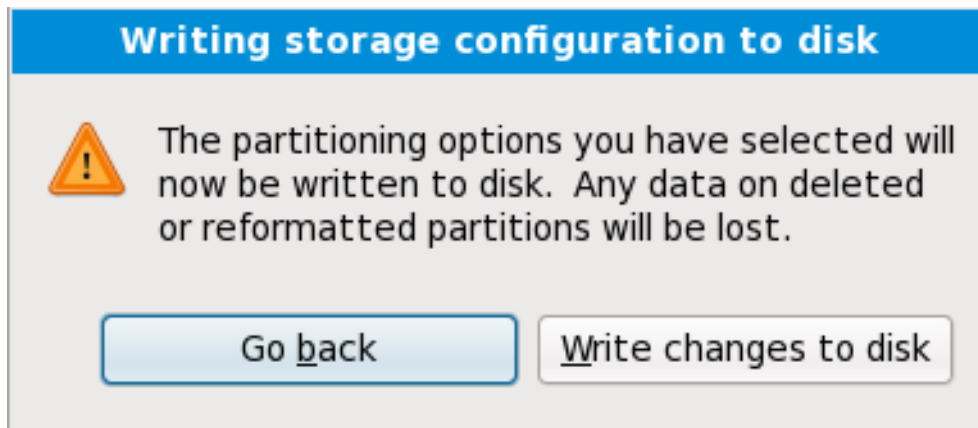 Writing storage configuration to disk
The partitioning options you have selected will
now be written to disk.  Any data on deleted
or reformatted partitions will be lost.
Go back
Write changes to disk